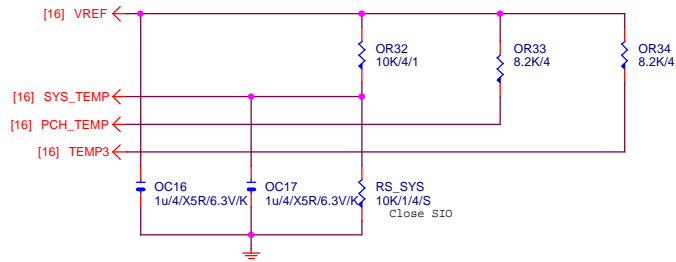 [16] VREF
OR32
10K/4/1
OR33
8.2K/4
OR34
8.2K/4
[16] SYS_TEMP
[16] PCH_TEMP
[16] TEMP3
OC16
1u/4/X5R/6.3V/K
OC17
1u/4/X5R/6.3V/K
RS_SYS
10K/1/4/S
Close SIO